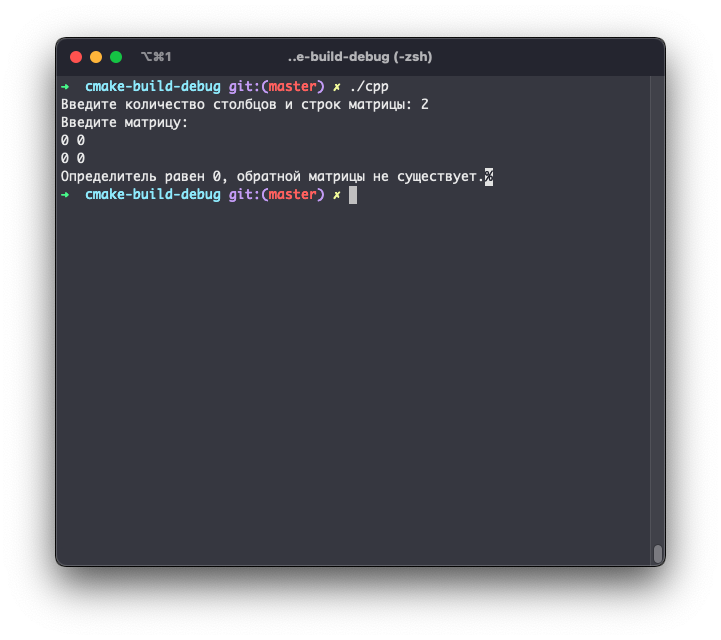 ⌥⌘1 ..e-build-debug (-zsh)
➜ cmake-build-debug git:(master) ✗ ./cpp
Введите количество столбцов и строк матрицы: 2
Введите матрицу:
0 0
0 0
Определитель равен 0, обратной матрицы не существует.%
➜ cmake-build-debug git:(master) ✗